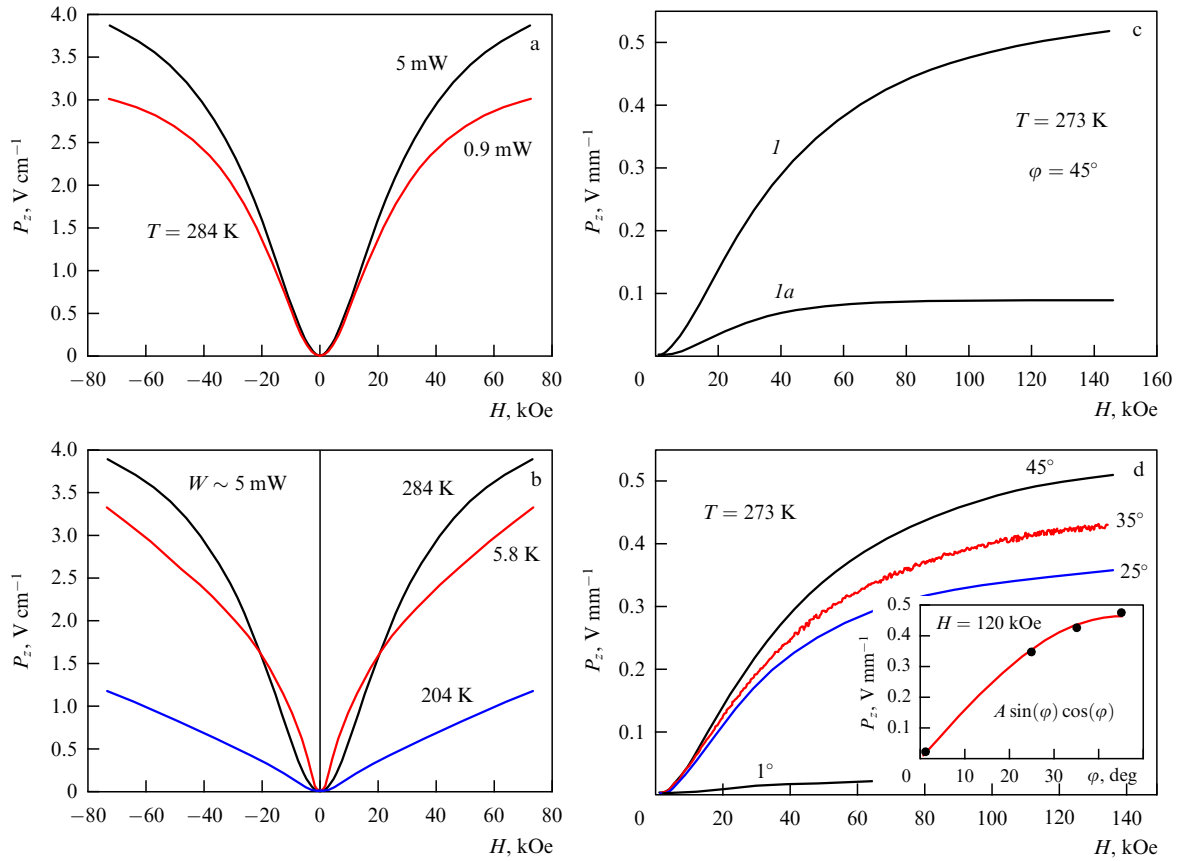 a
4.0
3.5
3.0
2.5
2.0
1.5
1.0
0.5
0
P_z, V cm⁻¹
5 mW
0.9 mW
T = 284 K
−80 −60 −40 −20 0 20 40 60 80
H, kOe
c
0.5
0.4
0.3
0.2
0.1
P_z, V mm⁻¹
1
1a
T = 273 K
φ = 45°
0 20 40 60 80 100 120 140 160
H, kOe
b
4.0
3.5
3.0
2.5
2.0
1.5
1.0
0.5
0
P_z, V cm⁻¹
W ∼ 5 mW
284 K
5.8 K
204 K
−80 −60 −40 −20 0 20 40 60 80
H, kOe
d
0.5
0.4
0.3
0.2
0.1
P_z, V mm⁻¹
T = 273 K
45°
35°
25°
1°
0 20 40 60 80 100 120 140
H, kOe
0.5
0.4
0.3
0.1
P_z, V mm⁻¹
H = 120 kOe
A sin(φ) cos(φ)
0 10 20 30 φ, deg